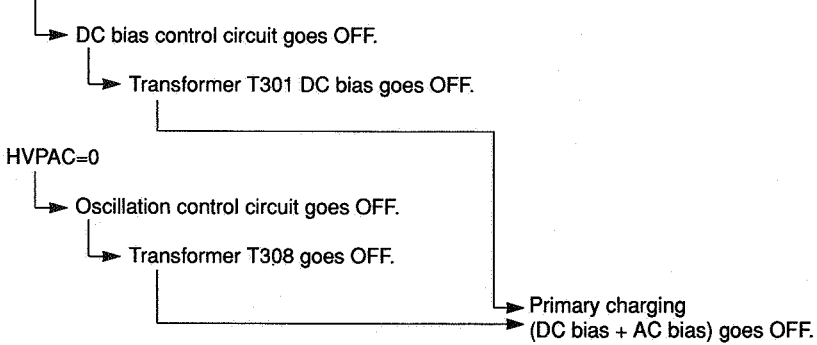 DC bias control circuit goes OFF.
Transformer T301 DC bias goes OFF.
HVPAC=0
Oscillation control circuit goes OFF.
Transformer T308 goes OFF.
Primary charging
(DC bias + AC bias) goes OFF.